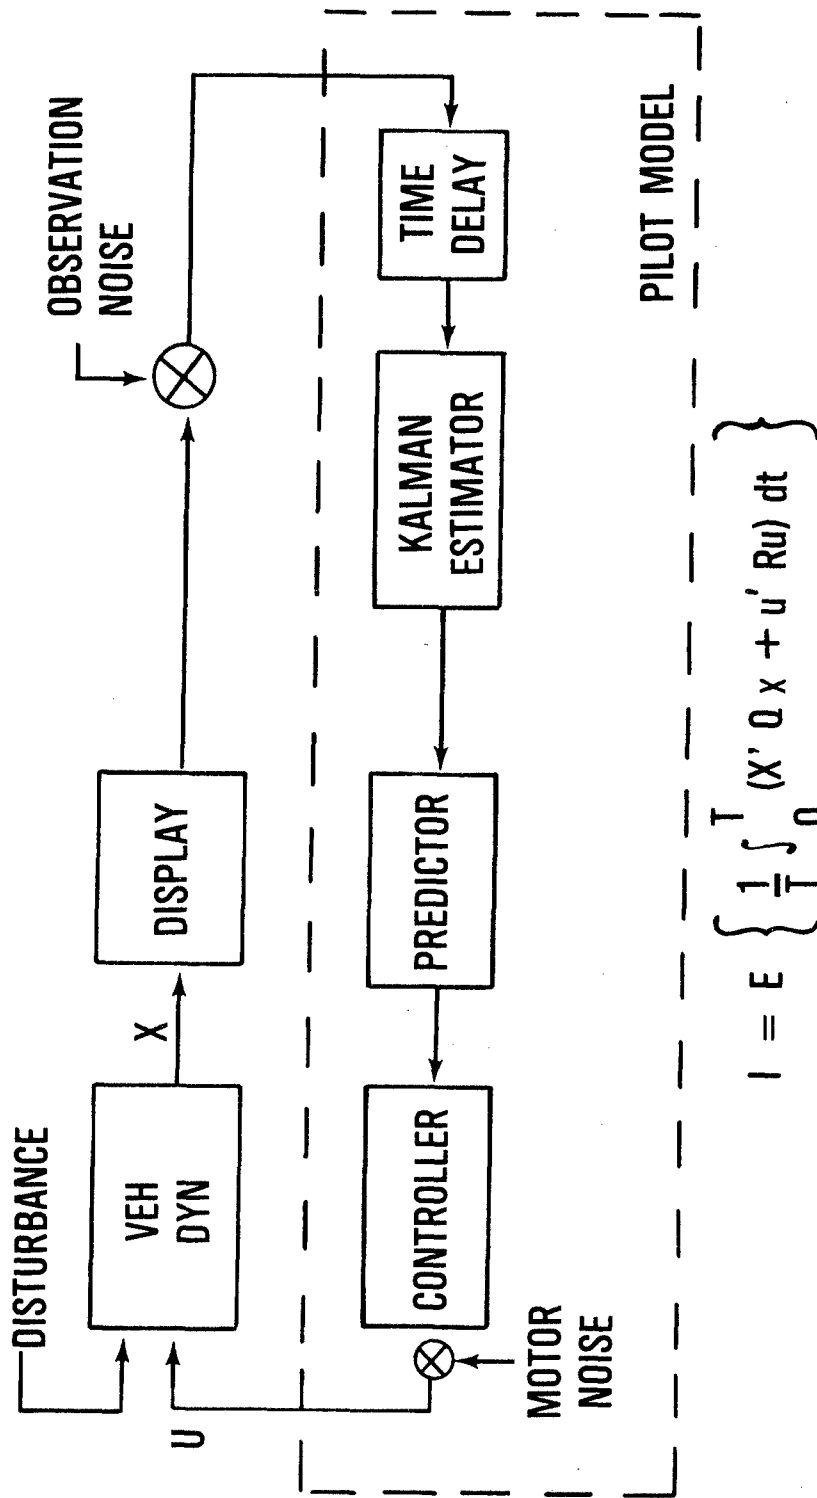 DISTURBANCE
VEH
DYN
X
DISPLAY
OBSERVATION
NOISE
U
CONTROLLER
PREDICTOR
KALMAN
ESTIMATOR
TIME
DELAY
MOTOR
NOISE
PILOT MODEL
I = E { 1/T ∫₀ᵀ (X' Q x + u' Ru) dt }